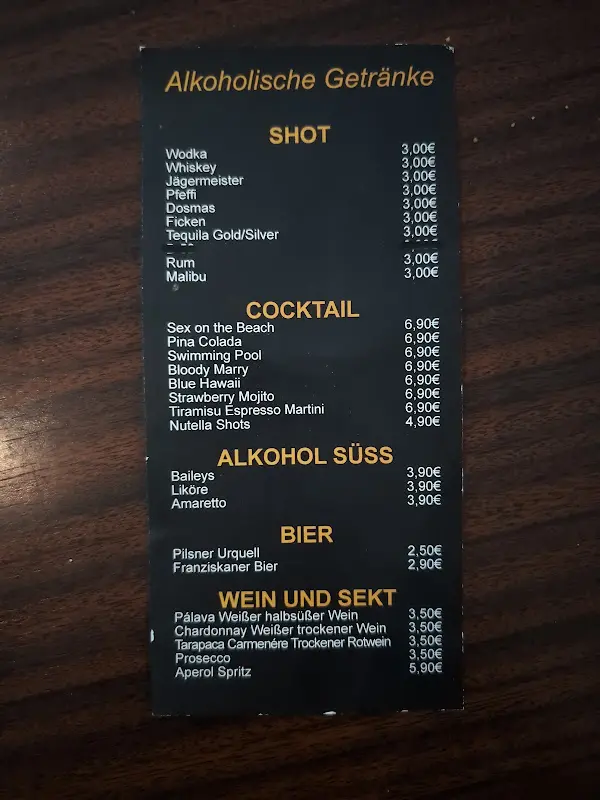 Alkoholische Getränke
SHOT
Wodka 3,00€
Whiskey 3,00€
Jägermeister 3,00€
Pfeffi 3,00€
Dosmas 3,00€
Ficken 3,00€
Tequila Gold/Silver 3,00€
Rum 3,00€
Malibu 3,00€
COCKTAIL
Sex on the Beach 6,90€
Pina Colada 6,90€
Swimming Pool 6,90€
Bloody Marry 6,90€
Blue Hawaii 6,90€
Strawberry Mojito 6,90€
Tiramisu Espresso Martini 6,90€
Nutella Shots 4,90€
ALKOHOL SÜSS
Baileys 3,90€
Liköre 3,90€
Amaretto 3,90€
BIER
Pilsner Urquell 2,50€
Franziskaner Bier 2,90€
WEIN UND SEKT
Pálava Weißer halbsüßer Wein 3,50€
Chardonnay Weißer trockener Wein 3,50€
Tarapaca Carmenére Trockener Rotwein 3,50€
Prosecco 3,50€
Aperol Spritz 5,90€